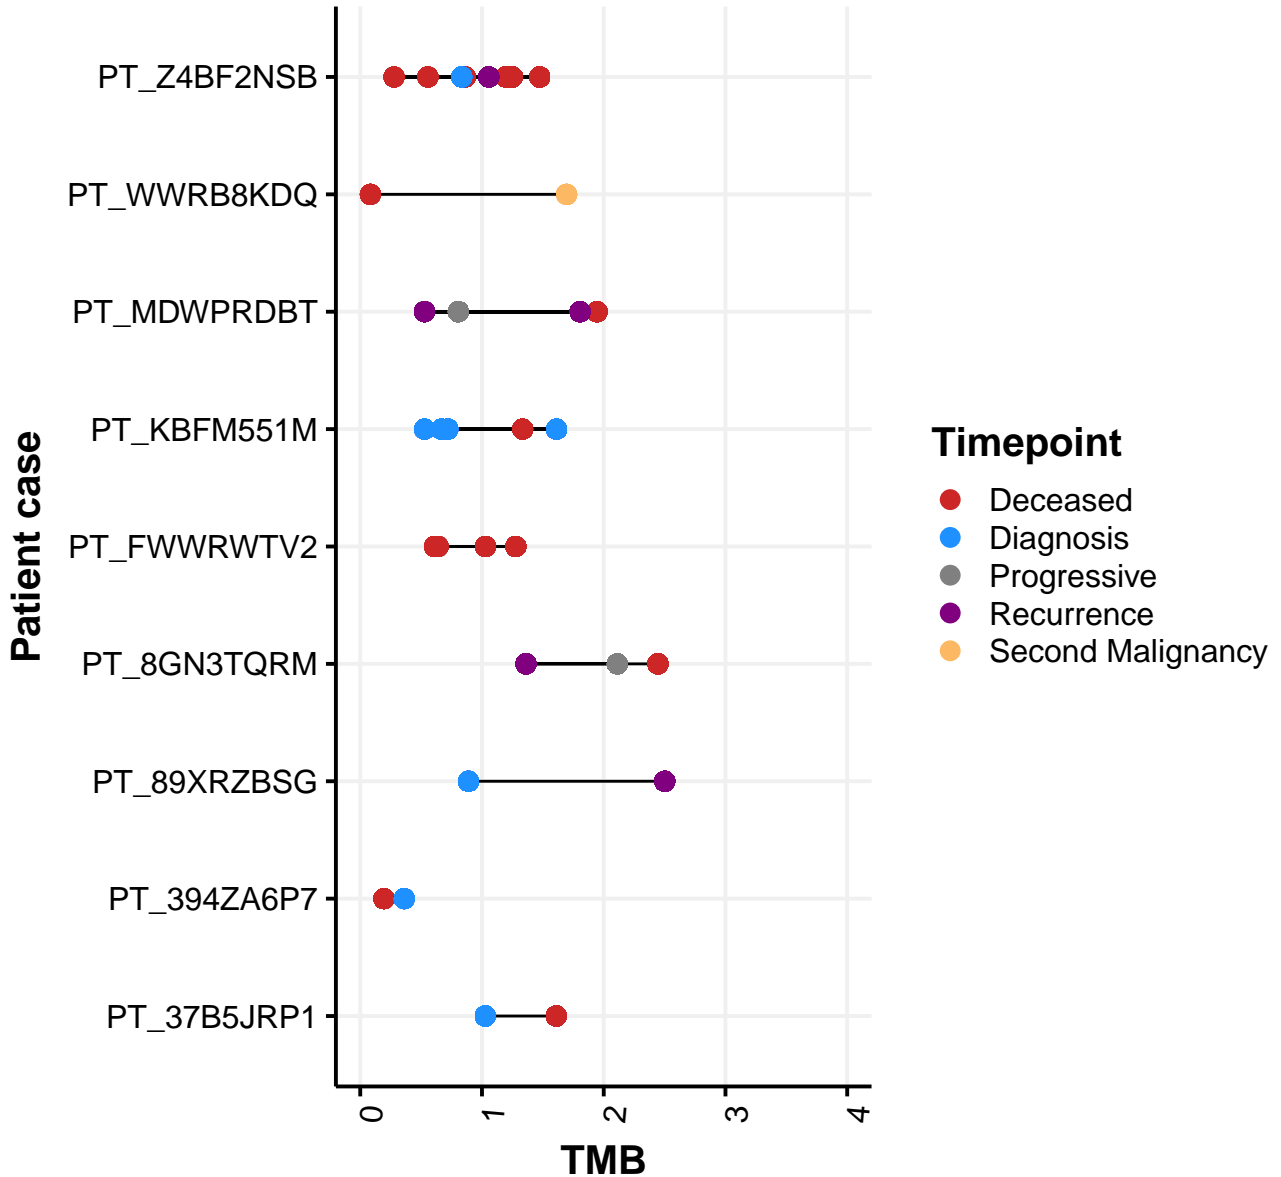 PT_Z4BF2NSB
PT_WWRB8KDQ
PT_MDWPRDBT
PT_KBFM551M
PT_FWWRWTV2
PT_8GN3TQRM
PT_89XRZBSG
PT_394ZA6P7
PT_37B5JRP1
Patient case
0 1 2 3 4
TMB
Timepoint
Deceased
Diagnosis
Progressive
Recurrence
Second Malignancy